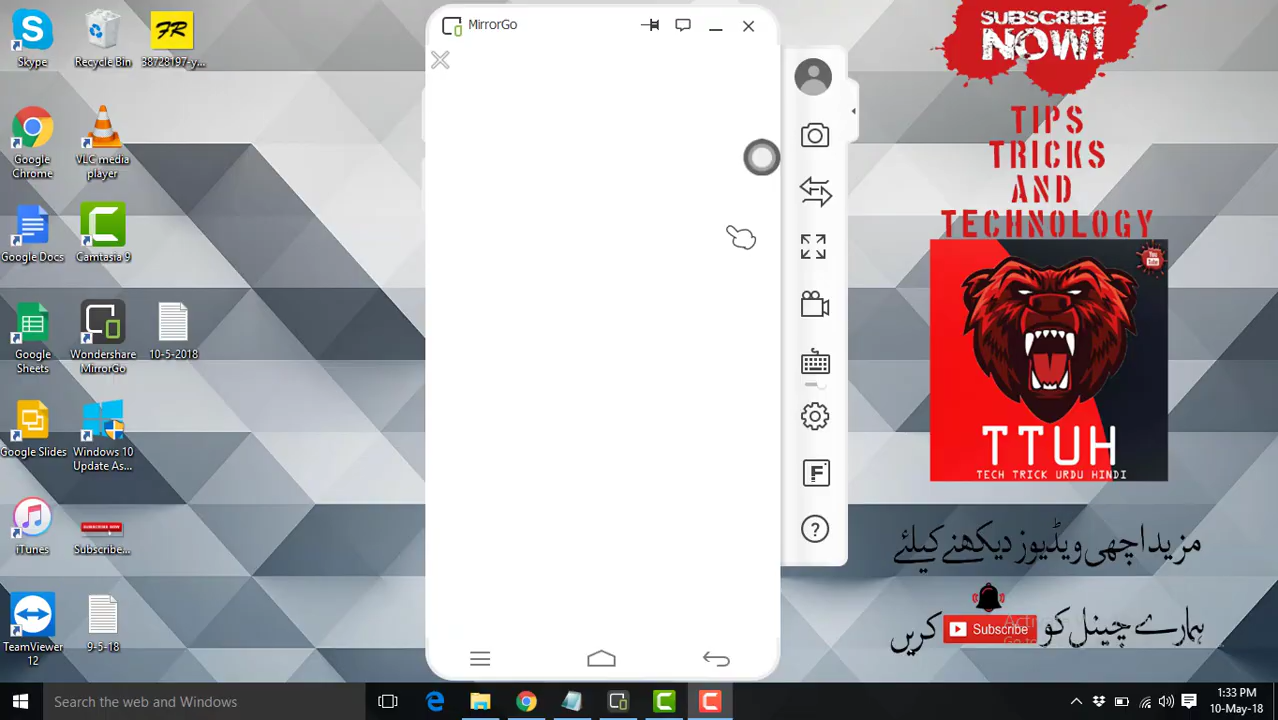 MirrorGo
Skype
Recycle Bin
38728197-y...
FR
Google
Chrome
VLC media
player
Google Docs
Camtasia 9
Google
Sheets
Wondershare
MirrorGo
10-5-2018
Google Slides
Windows 10
Update As...
iTunes
Subscribe...
TeamViewer
12
9-5-18
SUBSCRIBE
NOW!
TIPS
TRICKS
AND
TECHNOLOGY
You
Tube
TTUH
TECH TRICK URDU HINDI
مزید اچھی ویڈیوز دیکھنے کیلئے
ہمارے چینل کو Subscribe کریں
Search the web and Windows
1:33 PM
10-May-18